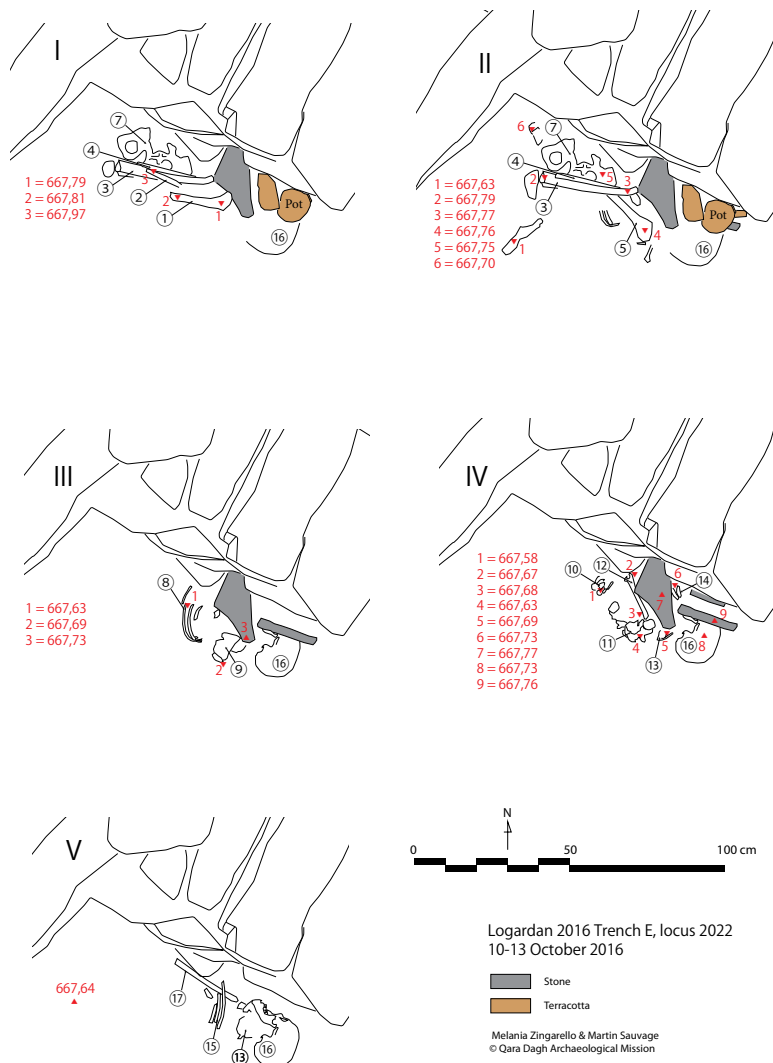 I
7
4
3
3
2
2
1
1
Pot
16
1 = 667,79
2 = 667,81
3 = 667,97
II
6
7
4
2
5
3
3
5
4
1
Pot
16
1 = 667,63
2 = 667,79
3 = 667,77
4 = 667,76
5 = 667,75
6 = 667,70
III
8
1
3
2
9
16
1 = 667,63
2 = 667,69
3 = 667,73
IV
10
12
2
6
14
1
7
3
9
11
4
13
5
16
8
1 = 667,58
2 = 667,67
3 = 667,68
4 = 667,63
5 = 667,69
6 = 667,73
7 = 667,77
8 = 667,73
9 = 667,76
V
667,64
17
15
13
16
N
0 50 100 cm
Logardan 2016 Trench E, locus 2022
10-13 October 2016
Stone
Terracotta
Melania Zingarello & Martin Sauvage
© Qara Dagh Archaeological Mission